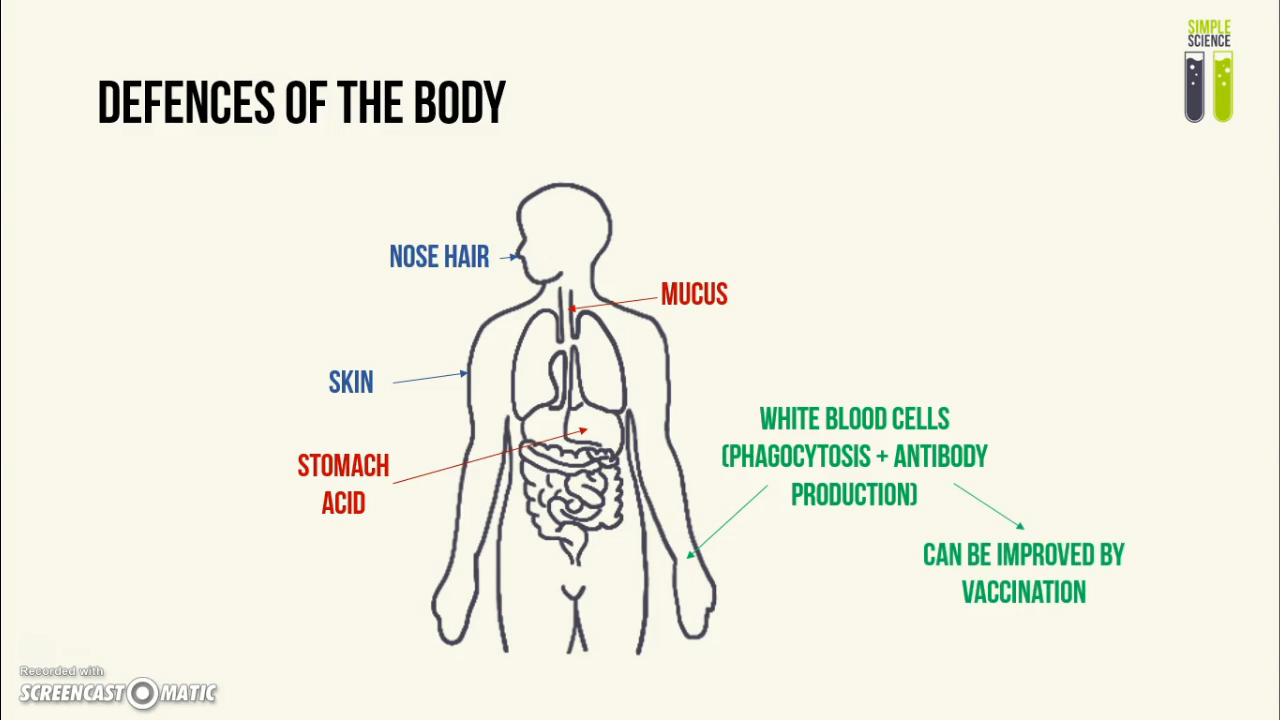 SIMPLE
SCIENCE
DEFENCES OF THE BODY
NOSE HAIR
MUCUS
SKIN
STOMACH
ACID
WHITE BLOOD CELLS
(PHAGOCYTOSIS + ANTIBODY
PRODUCTION)
CAN BE IMPROVED BY
VACCINATION
Recorded with
SCREENCAST MATIC